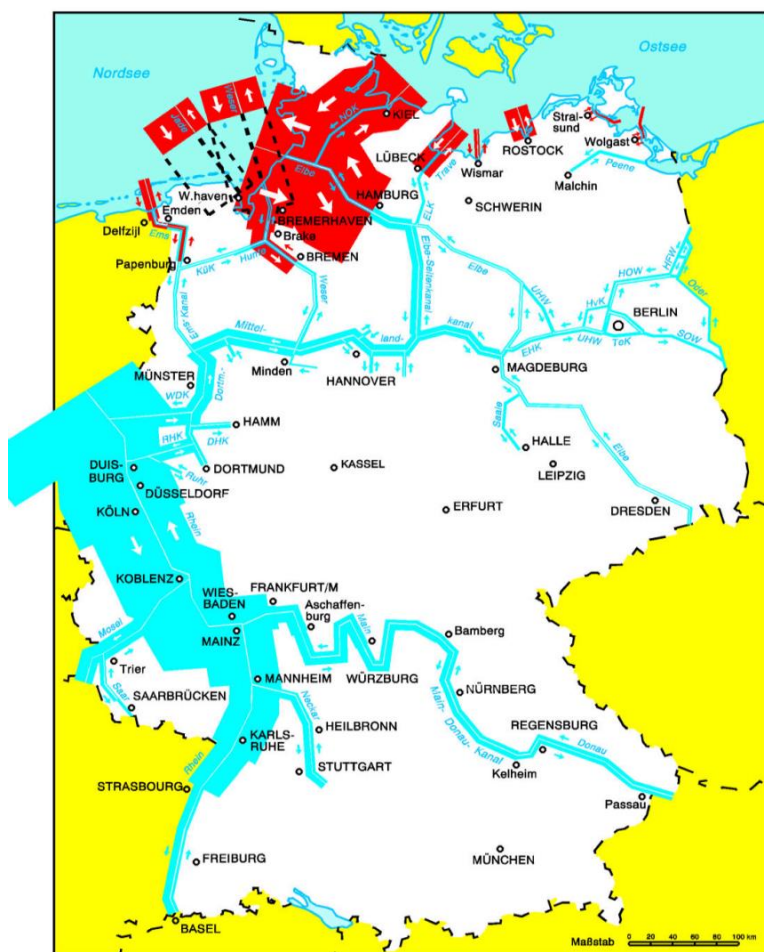 Nordsee
Ostsee
Jade
Weser
NOK
KIEL
Elbe
LÜBECK
Trave
Wismar
ROSTOCK
Stral-
sund
Wolgast
Peene
Malchin
W.haven
Emden
Delfzijl
Ems
Papenburg
HAMBURG
BREMERHAVEN
Brake
BREMEN
Hunte
KüK
ELK
SCHWERIN
Elbe-Seitenkanal
Elbe
Weser
Ems-Kanal
HFW
HOW
Oder
UHW
HvK
BERLIN
Mittel-
land-
kanal
EHK
UHW
TeK
SOW
Minden
HANNOVER
MAGDEBURG
MÜNSTER
Dortm.-
WDK
HAMM
RHK
DHK
Saale
HALLE
LEIPZIG
Elbe
DUIS-
BURG
Ruhr
DORTMUND
KASSEL
DÜSSELDORF
KÖLN
Rhein
ERFURT
DRESDEN
KOBLENZ
WIES-
BADEN
FRANKFURT/M
Aschaffen-
burg
Main
Bamberg
Mosel
MAINZ
Trier
WÜRZBURG
Saar
MANNHEIM
SAARBRÜCKEN
Neckar
NÜRNBERG
Main-
Donau-
Kanal
HEILBRONN
REGENSBURG
KARLS-
RUHE
Donau
Rhein
STUTTGART
Kelheim
STRASBOURG
Passau
FREIBURG
MÜNCHEN
BASEL
Maßstab
0 20 40 60 80 100 km